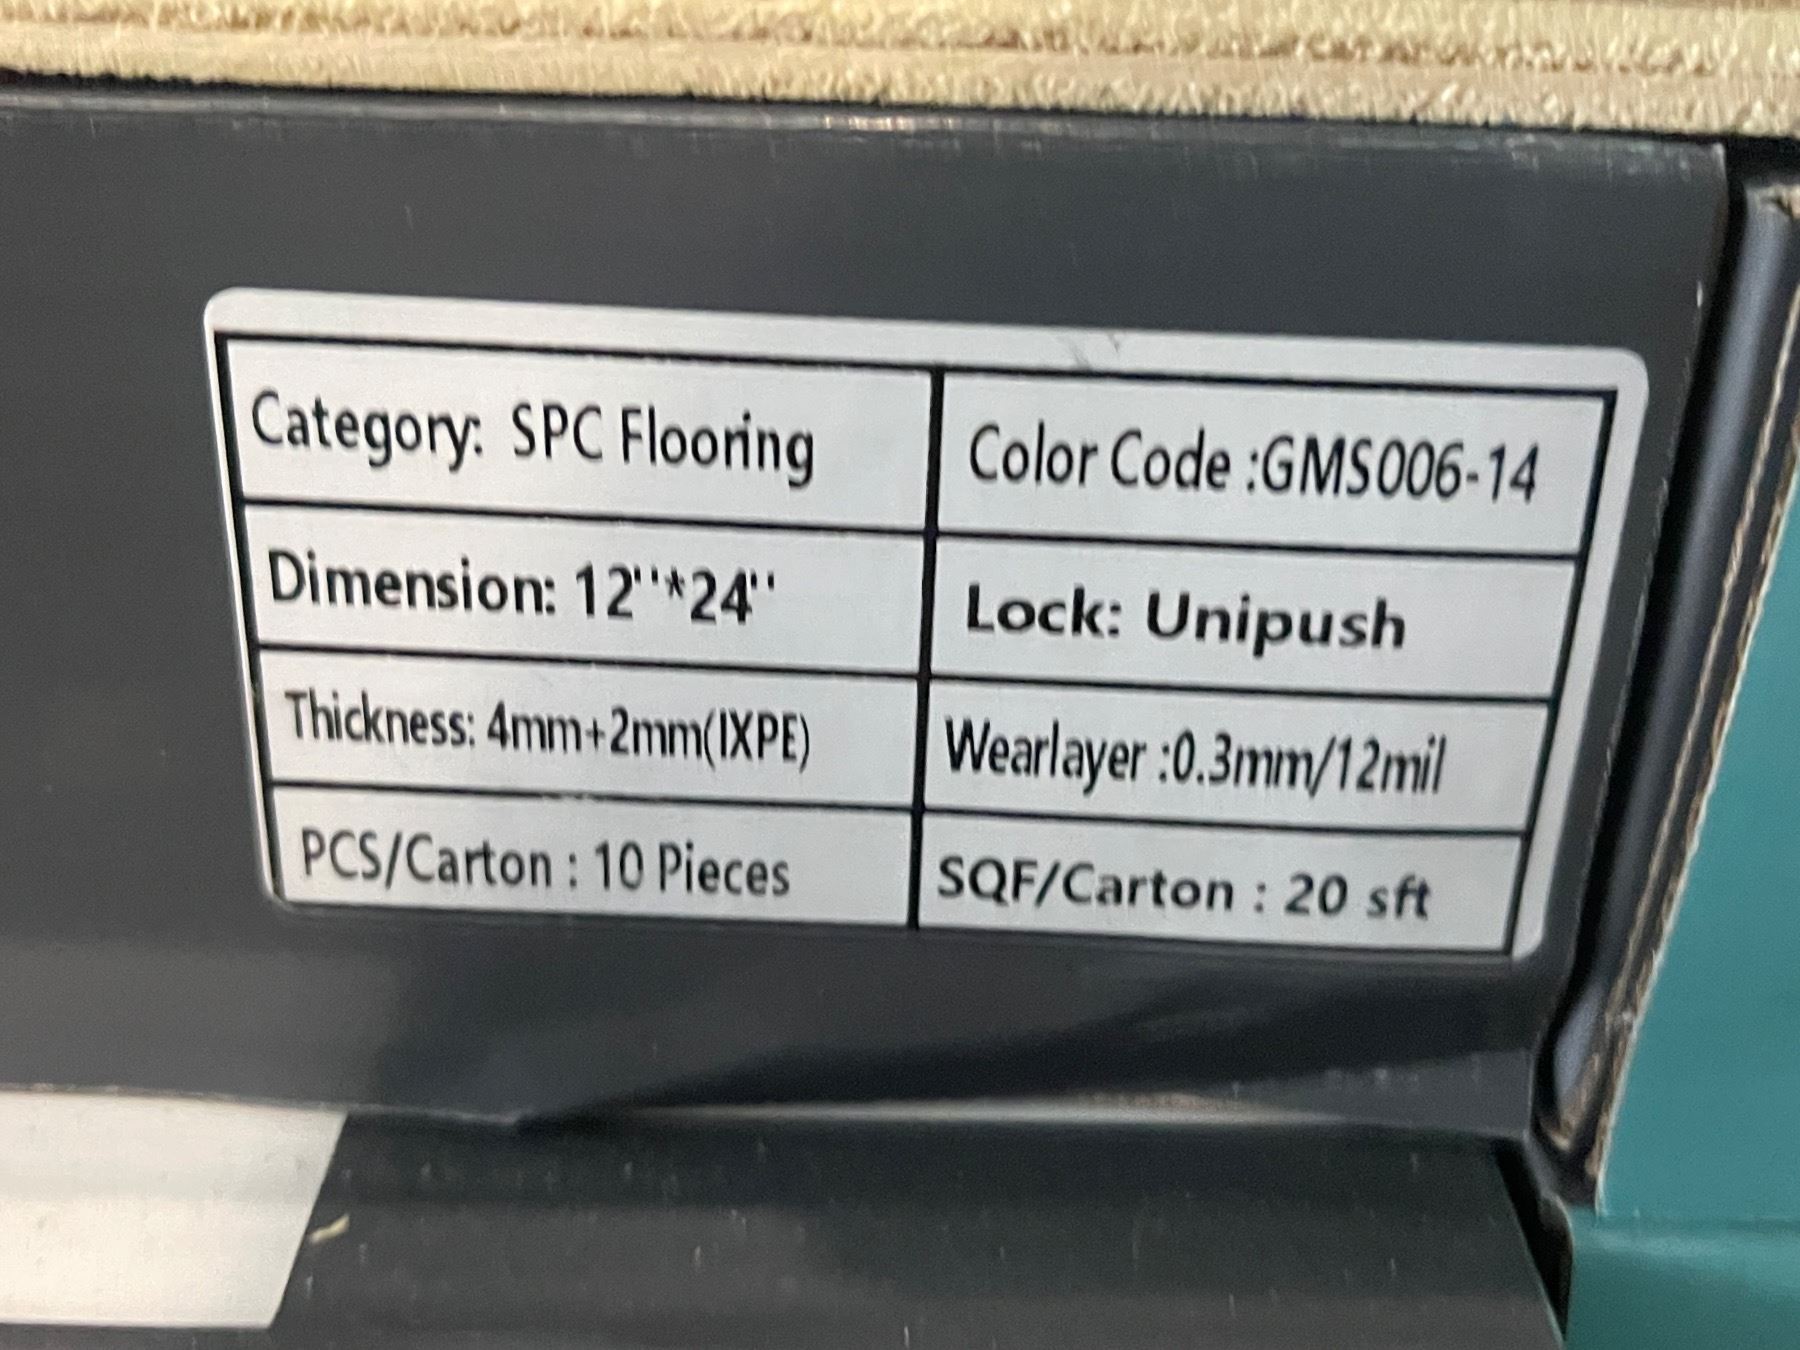 Category: SPC Flooring
Color Code :GMS006-14
Dimension: 12''*24''
Lock: Unipush
Thickness: 4mm+2mm(IXPE)
Wearlayer :0.3mm/12mil
PCS/Carton : 10 Pieces
SQF/Carton : 20 sft